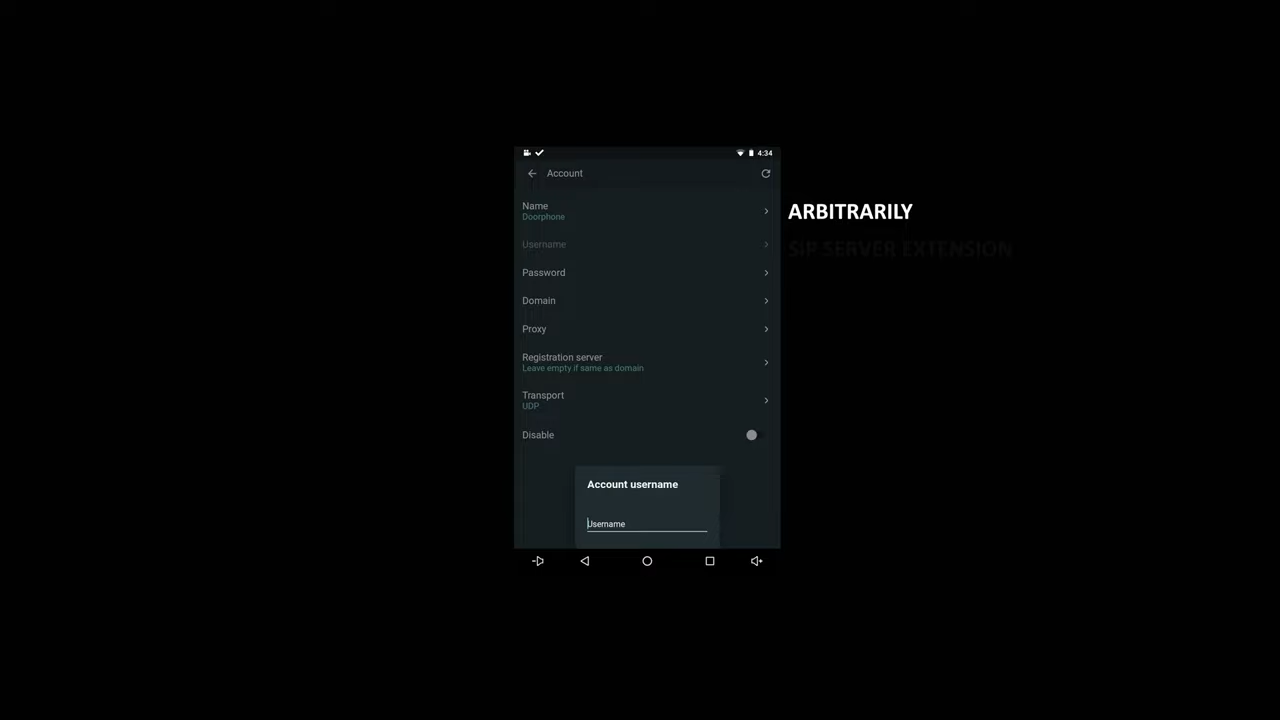 4:34
Account
Name
Doorphone
ARBITRARILY
Username
SIP SERVER EXTENSION
Password
Domain
Proxy
Registration server
Leave empty if same as domain
Transport
UDP
Disable
Account username
Username